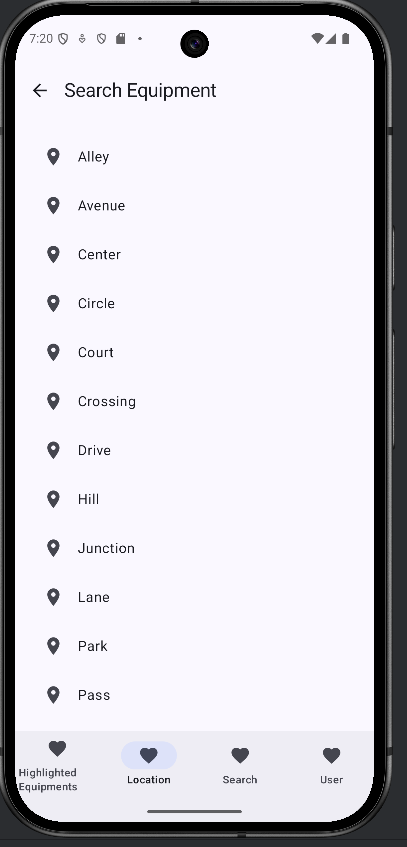 7:20
Search Equipment
Alley
Avenue
Center
Circle
Court
Crossing
Drive
Hill
Junction
Lane
Park
Pass
Highlighted
Equipments
Location
Search
User